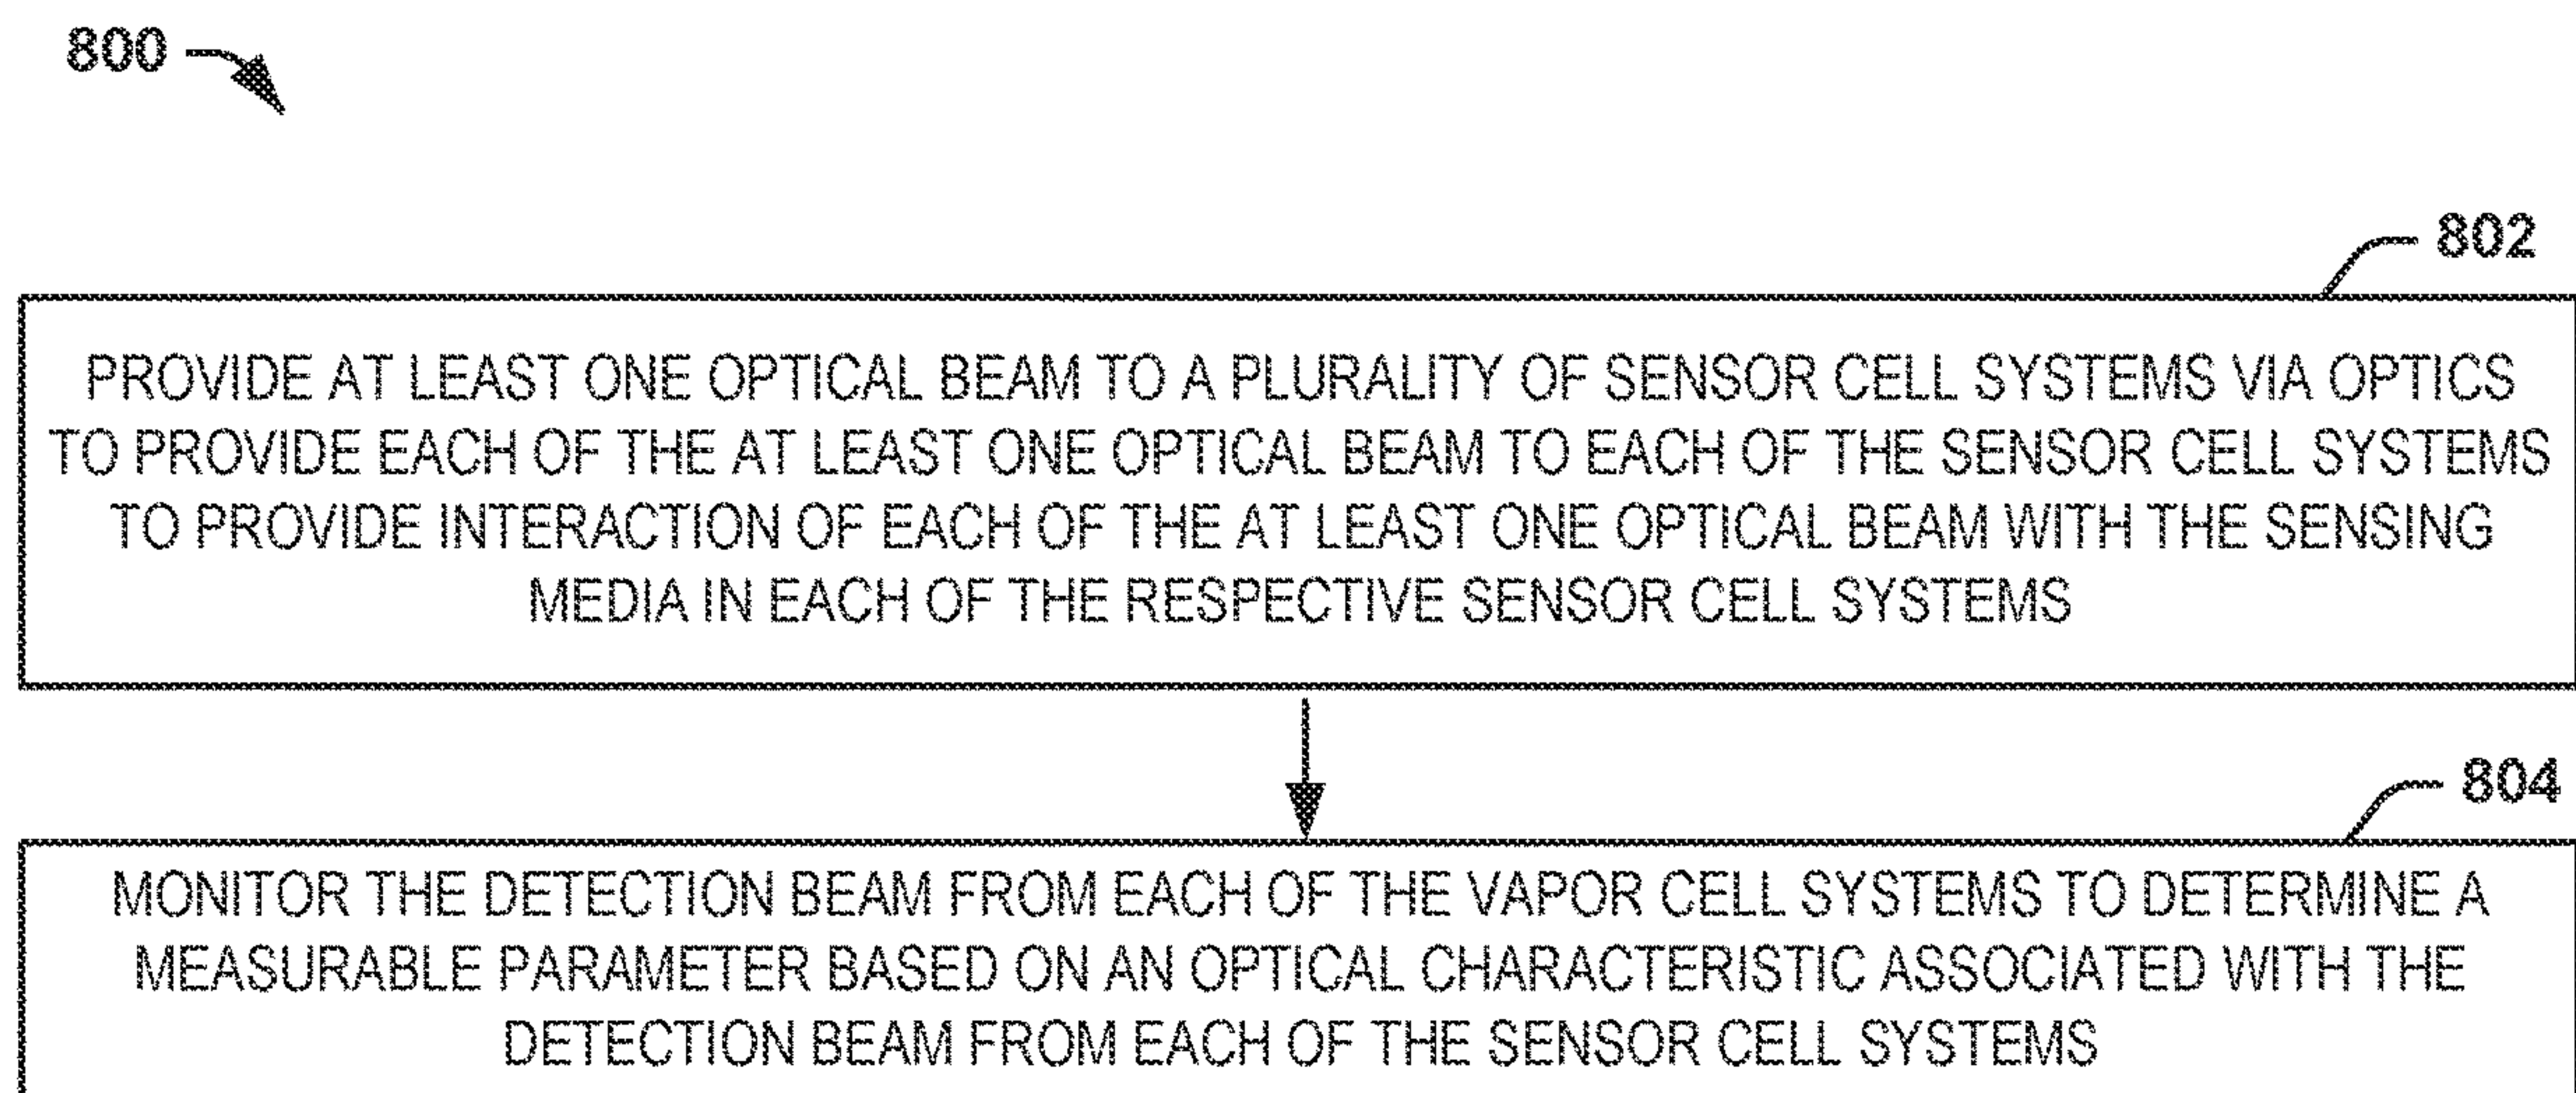 800
802
PROVIDE AT LEAST ONE OPTICAL BEAM TO A PLURALITY OF SENSOR CELL SYSTEMS VIA OPTICS
TO PROVIDE EACH OF THE AT LEAST ONE OPTICAL BEAM TO EACH OF THE SENSOR CELL SYSTEMS
TO PROVIDE INTERACTION OF EACH OF THE AT LEAST ONE OPTICAL BEAM WITH THE SENSING
MEDIA IN EACH OF THE RESPECTIVE SENSOR CELL SYSTEMS
804
MONITOR THE DETECTION BEAM FROM EACH OF THE VAPOR CELL SYSTEMS TO DETERMINE A
MEASURABLE PARAMETER BASED ON AN OPTICAL CHARACTERISTIC ASSOCIATED WITH THE
DETECTION BEAM FROM EACH OF THE SENSOR CELL SYSTEMS